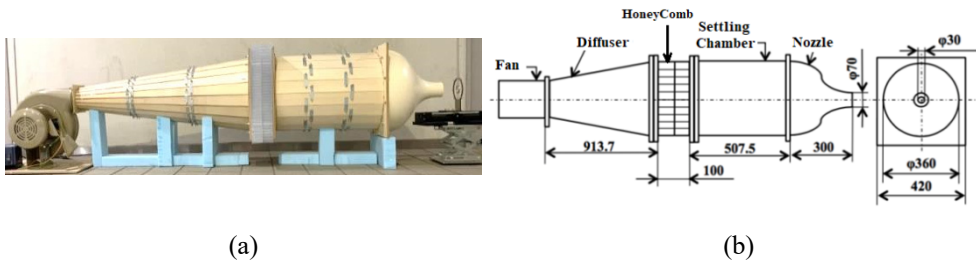 HoneyComb
Settling
Chamber
Nozzle
Diffuser
Fan
φ30
φ70
913.7
507.5
300
100
φ360
420
(a)
(b)